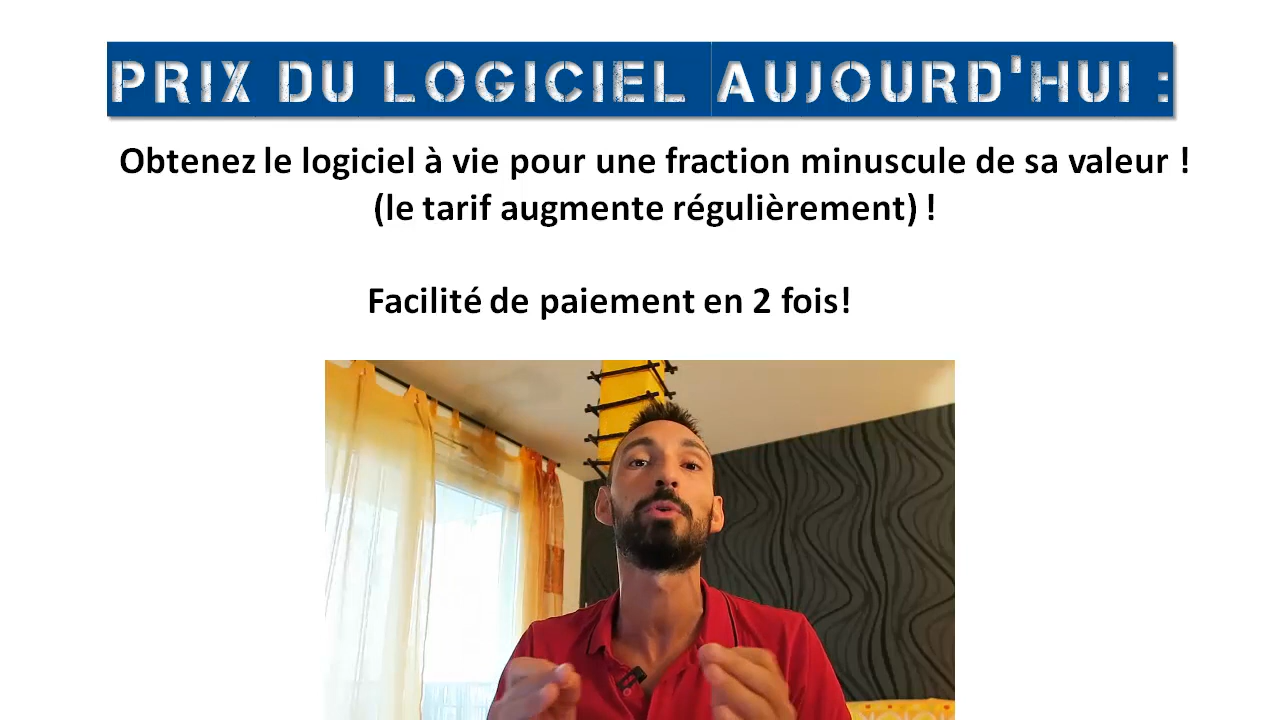 PRIX DU LOGICIEL AUJOURD'HUI :
Obtenez le logiciel à vie pour une fraction minuscule de sa valeur !
(le tarif augmente régulièrement) !
Facilité de paiement en 2 fois!